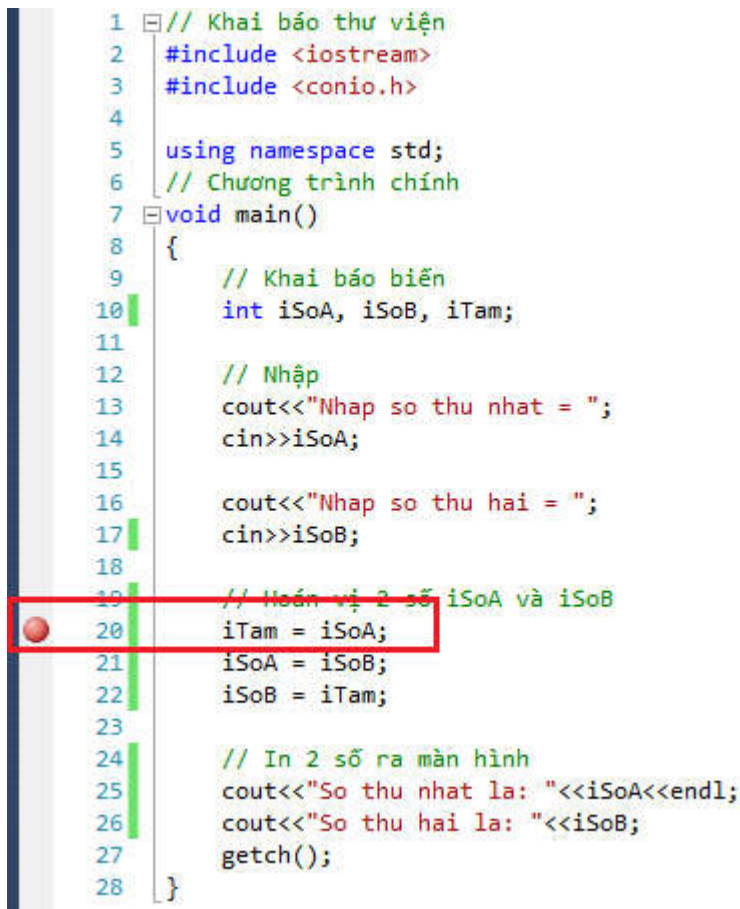 1 // Khai báo thư viện
2 #include <iostream>
3 #include <conio.h>
4
5 using namespace std;
6 // Chương trình chính
7 void main()
8 {
9 // Khai báo biến
10 int iSoA, iSoB, iTam;
11
12 // Nhập
13 cout<<"Nhap so thu nhat = ";
14 cin>>iSoA;
15
16 cout<<"Nhap so thu hai = ";
17 cin>>iSoB;
18
19 // Hoán vị 2 số iSoA và iSoB
20 iTam = iSoA;
21 iSoA = iSoB;
22 iSoB = iTam;
23
24 // In 2 số ra màn hình
25 cout<<"So thu nhat la: "<<iSoA<<endl;
26 cout<<"So thu hai la: "<<iSoB;
27 getch();
28 }